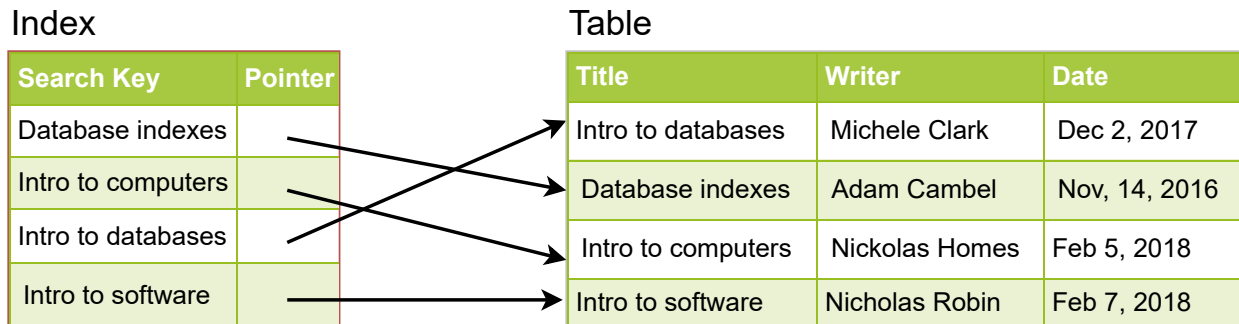 Index
Search Key Pointer
Database indexes
Intro to computers
Intro to databases
Intro to software
Table
Title Writer Date
Intro to databases Michele Clark Dec 2, 2017
Database indexes Adam Cambel Nov, 14, 2016
Intro to computers Nickolas Homes Feb 5, 2018
Intro to software Nicholas Robin Feb 7, 2018